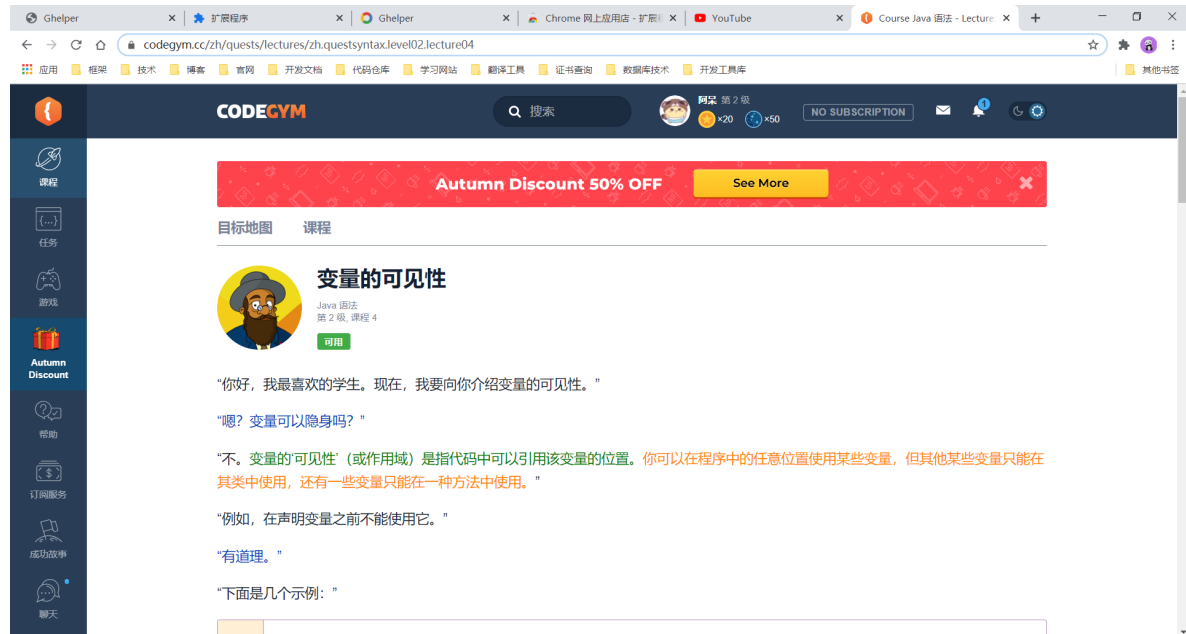 Ghelper
扩展程序
Ghelper
Chrome 网上应用店 - 扩展
YouTube
Course Java 语法 - Lecture
codegym.cc/zh/quests/lectures/zh.questsyntax.level02.lecture04
应用 框架 技术 博客 官网 开发文档 代码仓库 学习网站 翻译工具 证书查询 数据库技术 开发工具库 其他书签
CODEGYM
搜索
阿呆 第 2 级
×20 ×50
NO SUBSCRIPTION
1
课程
{...}
任务
游戏
Autumn
Discount
帮助
订阅服务
成功故事
聊天
Autumn Discount 50% OFF
See More
目标地图 课程
变量的可见性
Java 语法
第 2 级, 课程 4
可用
“你好，我最喜欢的学生。现在，我要向你介绍变量的可见性。”
“嗯？变量可以隐身吗？”
“不。变量的‘可见性’（或作用域）是指代码中可以引用该变量的位置。你可以在程序中的任意位置使用某些变量，但其他某些变量只能在
其类中使用，还有一些变量只能在一种方法中使用。”
“例如，在声明变量之前不能使用它。”
“有道理。”
“下面是几个示例：”